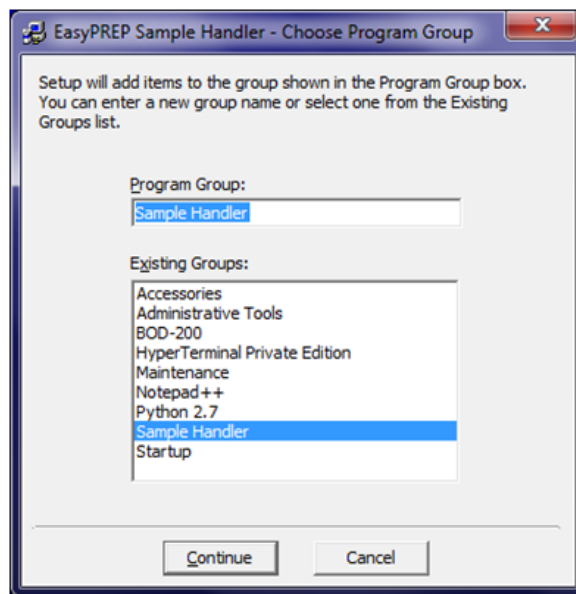 EasyPREP Sample Handler - Choose Program Group
Setup will add items to the group shown in the Program Group box.
You can enter a new group name or select one from the Existing
Groups list.
Program Group:
Sample Handler
Existing Groups:
Accessories
Administrative Tools
BOD-200
HyperTerminal Private Edition
Maintenance
Notepad++
Python 2.7
Sample Handler
Startup
Continue
Cancel